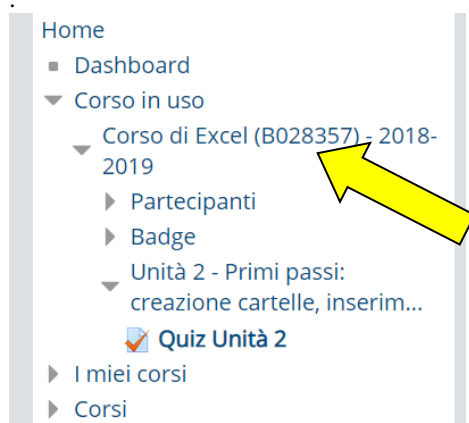 .
Home
Dashboard
Corso in uso
Corso di Excel (B028357) - 2018-
2019
Partecipanti
Badge
Unità 2 - Primi passi:
creazione cartelle, inserim...
Quiz Unità 2
I miei corsi
Corsi